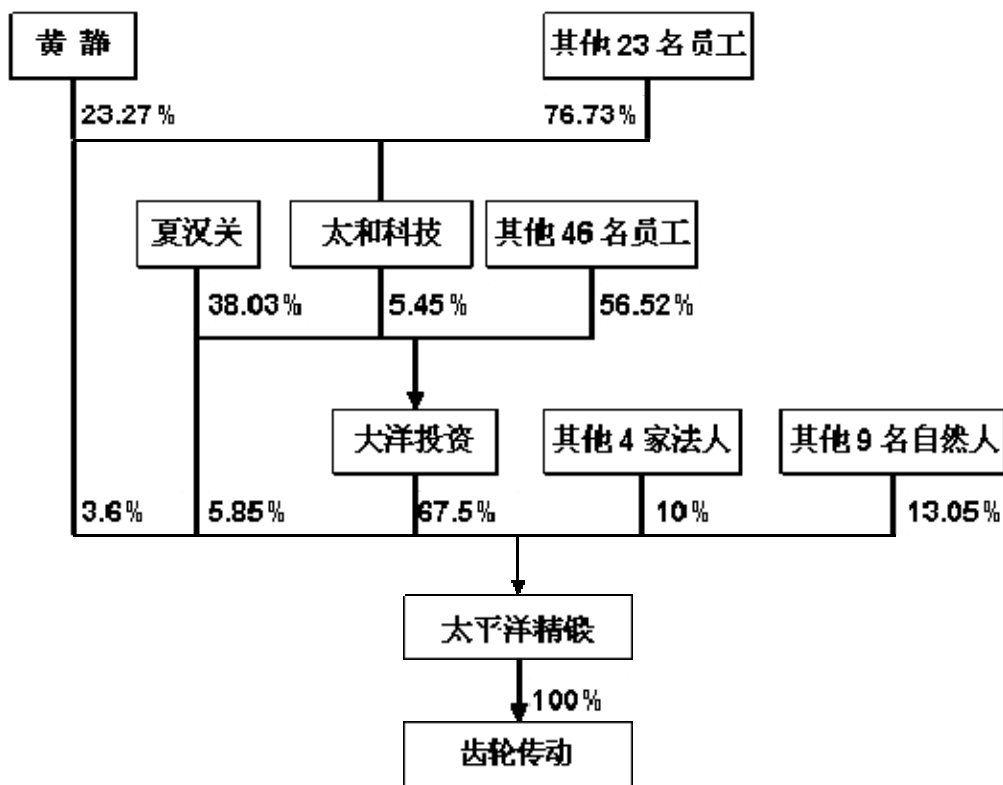 黄 静
其他 23 名员工
23.27%
76.73%
夏汉关
太和科技
其他 46 名员工
38.03%
5.45%
56.52%
大洋投资
其他 4 家法人
其他 9 名自然人
3.6%
5.85%
67.5%
10%
13.05%
太平洋精锻
100%
齿轮传动